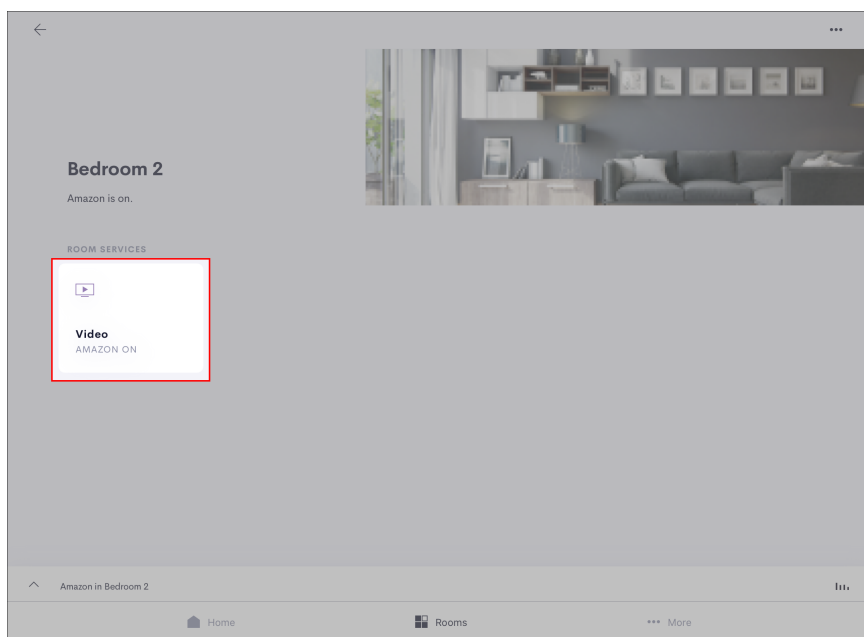 Bedroom 2
Amazon is on.
ROOM SERVICES
Video
AMAZON ON
Amazon in Bedroom 2
Home
Rooms
More